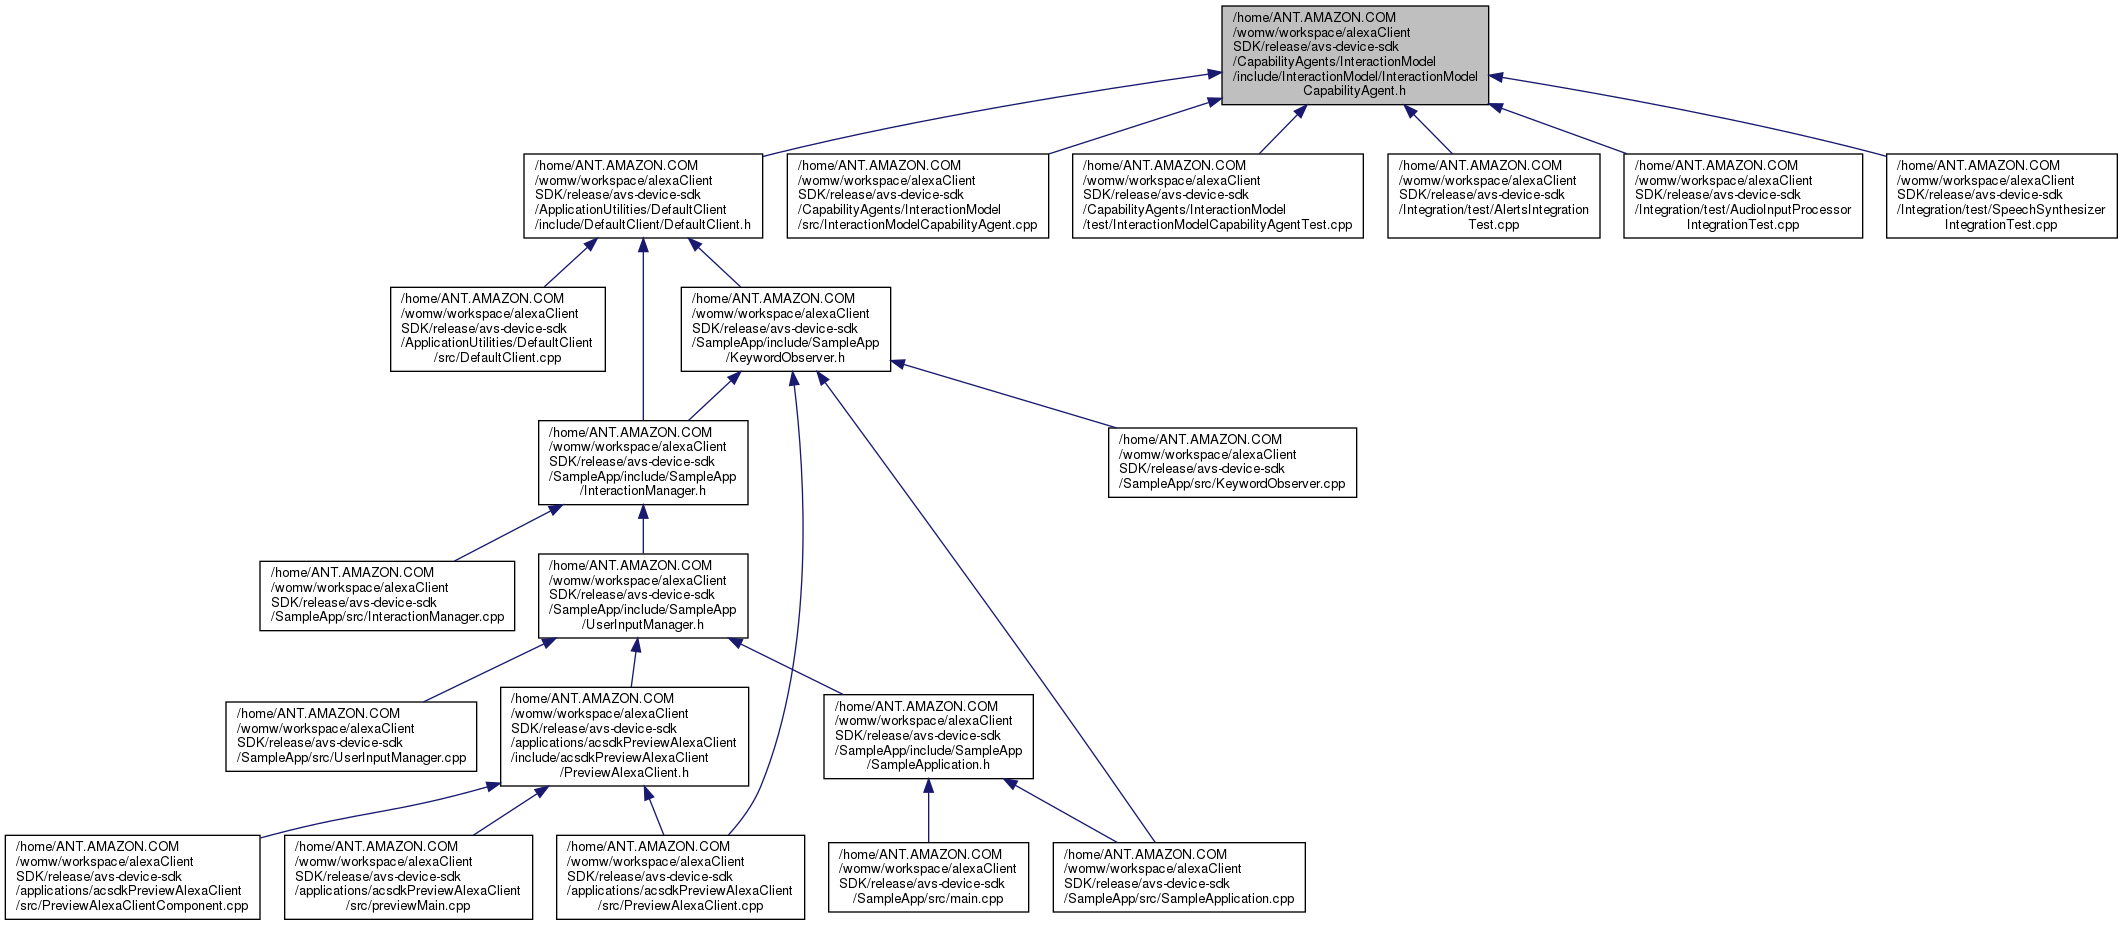 /home/ANT.AMAZON.COM
/womw/workspace/alexaClient
SDK/release/avs-device-sdk
/CapabilityAgents/InteractionModel
/include/InteractionModel/InteractionModel
CapabilityAgent.h
/home/ANT.AMAZON.COM
/womw/workspace/alexaClient
SDK/release/avs-device-sdk
/ApplicationUtilities/DefaultClient
/include/DefaultClient/DefaultClient.h
/home/ANT.AMAZON.COM
/womw/workspace/alexaClient
SDK/release/avs-device-sdk
/CapabilityAgents/InteractionModel
/src/InteractionModelCapabilityAgent.cpp
/home/ANT.AMAZON.COM
/womw/workspace/alexaClient
SDK/release/avs-device-sdk
/CapabilityAgents/InteractionModel
/test/InteractionModelCapabilityAgentTest.cpp
/home/ANT.AMAZON.COM
/womw/workspace/alexaClient
SDK/release/avs-device-sdk
/Integration/test/AlertsIntegration
Test.cpp
/home/ANT.AMAZON.COM
/womw/workspace/alexaClient
SDK/release/avs-device-sdk
/Integration/test/AudioInputProcessor
IntegrationTest.cpp
/home/ANT.AMAZON.COM
/womw/workspace/alexaClient
SDK/release/avs-device-sdk
/Integration/test/SpeechSynthesizer
IntegrationTest.cpp
/home/ANT.AMAZON.COM
/womw/workspace/alexaClient
SDK/release/avs-device-sdk
/ApplicationUtilities/DefaultClient
/src/DefaultClient.cpp
/home/ANT.AMAZON.COM
/womw/workspace/alexaClient
SDK/release/avs-device-sdk
/SampleApp/include/SampleApp
/KeywordObserver.h
/home/ANT.AMAZON.COM
/womw/workspace/alexaClient
SDK/release/avs-device-sdk
/SampleApp/include/SampleApp
/InteractionManager.h
/home/ANT.AMAZON.COM
/womw/workspace/alexaClient
SDK/release/avs-device-sdk
/SampleApp/src/KeywordObserver.cpp
/home/ANT.AMAZON.COM
/womw/workspace/alexaClient
SDK/release/avs-device-sdk
/SampleApp/src/InteractionManager.cpp
/home/ANT.AMAZON.COM
/womw/workspace/alexaClient
SDK/release/avs-device-sdk
/SampleApp/include/SampleApp
/UserInputManager.h
/home/ANT.AMAZON.COM
/womw/workspace/alexaClient
SDK/release/avs-device-sdk
/SampleApp/src/UserInputManager.cpp
/home/ANT.AMAZON.COM
/womw/workspace/alexaClient
SDK/release/avs-device-sdk
/applications/acsdkPreviewAlexaClient
/include/acsdkPreviewAlexaClient
/PreviewAlexaClient.h
/home/ANT.AMAZON.COM
/womw/workspace/alexaClient
SDK/release/avs-device-sdk
/SampleApp/include/SampleApp
/SampleApplication.h
/home/ANT.AMAZON.COM
/womw/workspace/alexaClient
SDK/release/avs-device-sdk
/applications/acsdkPreviewAlexaClient
/src/PreviewAlexaClientComponent.cpp
/home/ANT.AMAZON.COM
/womw/workspace/alexaClient
SDK/release/avs-device-sdk
/applications/acsdkPreviewAlexaClient
/src/previewMain.cpp
/home/ANT.AMAZON.COM
/womw/workspace/alexaClient
SDK/release/avs-device-sdk
/applications/acsdkPreviewAlexaClient
/src/PreviewAlexaClient.cpp
/home/ANT.AMAZON.COM
/womw/workspace/alexaClient
SDK/release/avs-device-sdk
/SampleApp/src/main.cpp
/home/ANT.AMAZON.COM
/womw/workspace/alexaClient
SDK/release/avs-device-sdk
/SampleApp/src/SampleApplication.cpp